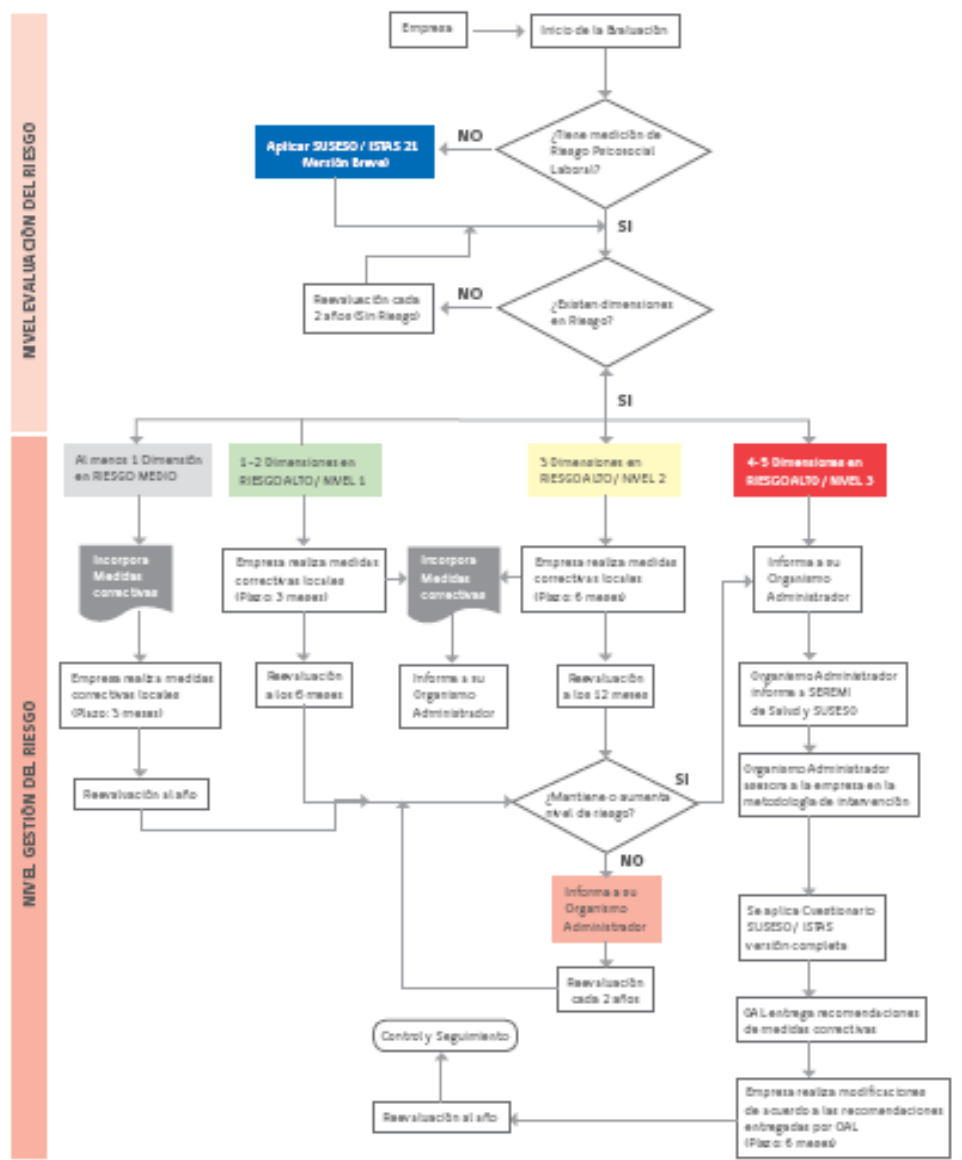 Empresa
Inicio de la Evaluación
¿Tiene medición de
Riesgo Psicosocial
Laboral?
NO
Aplicar SUSESO / ISTAS 21
(Versión Breve)
SI
¿Existen dimensiones
en Riesgo?
NO
Reevaluación cada
2 años (Sin Riesgo)
SI
NIVEL EVALUACIÓN DEL RIESGO
NIVEL GESTIÓN DEL RIESGO
Al menos 1 Dimensión
en RIESGO MEDIO
Incorpora
Medidas
correctivas
Empresa realiza medidas
correctivas locales
(Plazo: 3 meses)
Reevaluación al año
1-2 Dimensiones en
RIESGO ALTO / NIVEL 1
Empresa realiza medidas
correctivas locales
(Plazo: 3 meses)
Reevaluación
a los 6 meses
Incorpora
Medidas
correctivas
Informa a su
Organismo
Administrador
3 Dimensiones en
RIESGO ALTO / NIVEL 2
Empresa realiza medidas
correctivas locales
(Plazo: 6 meses)
Reevaluación
a los 12 meses
¿Mantiene o aumenta
nivel de riesgo?
SI
NO
Informa a su
Organismo
Administrador
Reevaluación
cada 2 años
4-5 Dimensiones en
RIESGO ALTO / NIVEL 3
Informa a su
Organismo
Administrador
Organismo Administrador
informa a SEREMI
de Salud y SUSESO
Organismo Administrador
asesora a la empresa en la
metodología de intervención
Se aplica Cuestionario
SUSESO / ISTAS
versión completa
OAL entrega recomendaciones
de medidas correctivas
Empresa realiza modificaciones
de acuerdo a las recomendaciones
entregadas por OAL
(Plazo: 6 meses)
Reevaluación al año
Control y Seguimiento